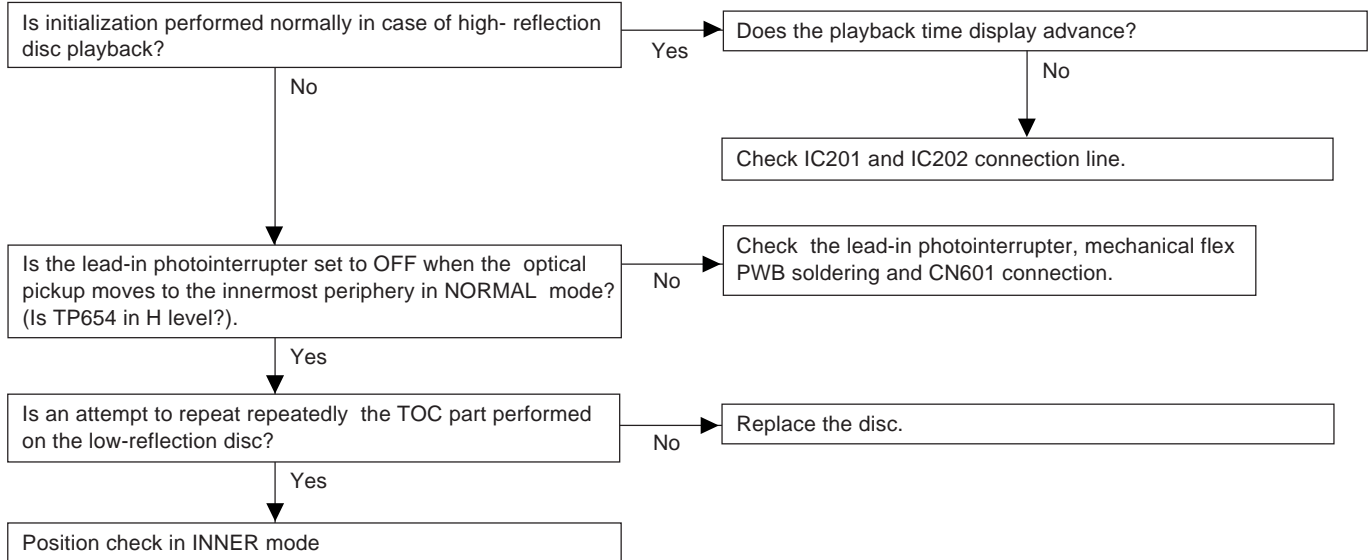 Is initialization performed normally in case of high- reflection
disc playback?
Yes
Does the playback time display advance?
No
No
Check IC201 and IC202 connection line.
Is the lead-in photointerrupter set to OFF when the optical
pickup moves to the innermost periphery in NORMAL mode?
(Is TP654 in H level?).
No
Check the lead-in photointerrupter, mechanical flex
PWB soldering and CN601 connection.
Yes
Is an attempt to repeat repeatedly the TOC part performed
on the low-reflection disc?
No
Replace the disc.
Yes
Position check in INNER mode